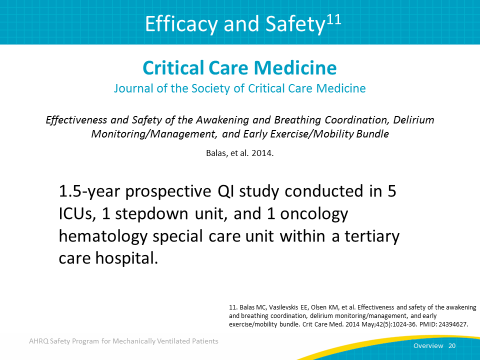 Efficacy and Safety11
Critical Care Medicine
Journal of the Society of Critical Care Medicine
Effectiveness and Safety of the Awakening and Breathing Coordination, Delirium
Monitoring/Management, and Early Exercise/Mobility Bundle
Balas, et al. 2014.
1.5-year prospective QI study conducted in 5
ICUs, 1 stepdown unit, and 1 oncology
hematology special care unit within a tertiary
care hospital.
11. Balas MC, Vasilevskis EE, Olsen KM, et al. Effectiveness and safety of the awakening
and breathing coordination, delirium monitoring/management, and early
exercise/mobility bundle. Crit Care Med. 2014 May;42(5):1024-36. PMID: 24394627.
AHRQ Safety Program for Mechanically Ventilated Patients
Overview 20